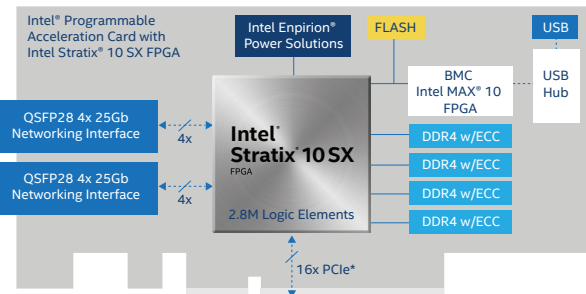 Intel® Programmable
Acceleration Card with
Intel Stratix® 10 SX FPGA
Intel Enpirion®
Power Solutions
FLASH
USB
BMC
Intel MAX® 10
FPGA
USB
Hub
QSFP28 4x 25Gb
Networking Interface
4x
QSFP28 4x 25Gb
Networking Interface
4x
Intel®
Stratix® 10 SX
FPGA
2.8M Logic Elements
DDR4 w/ECC
DDR4 w/ECC
DDR4 w/ECC
DDR4 w/ECC
16x PCIe*